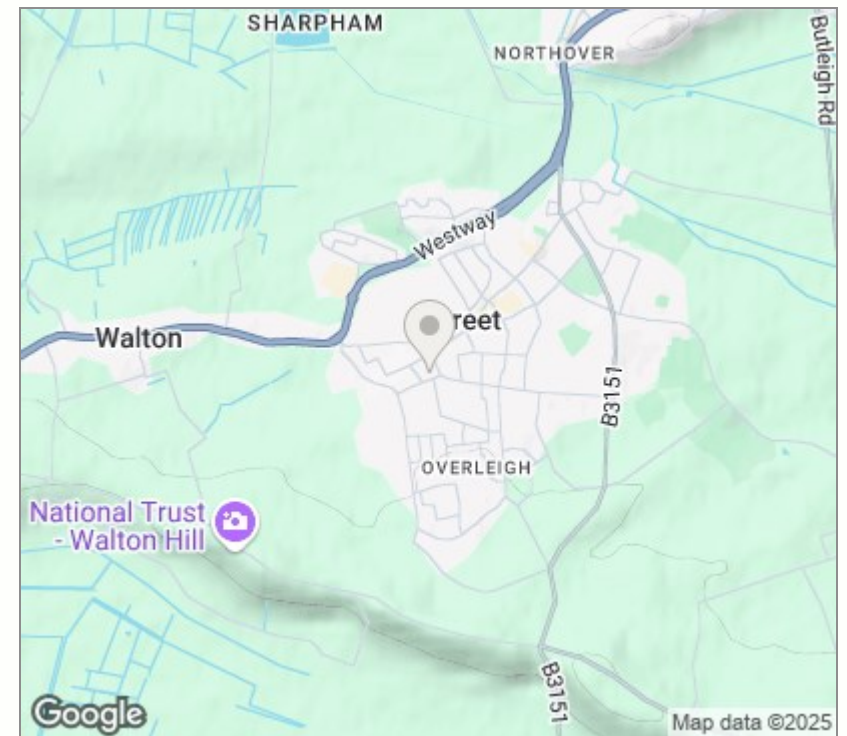 SHARPHAM
NORTHOVER
Butleigh Rd
Westway
reet
Walton
B3151
OVERLEIGH
National Trust
- Walton Hill
B3151
Google
Map data ©2025